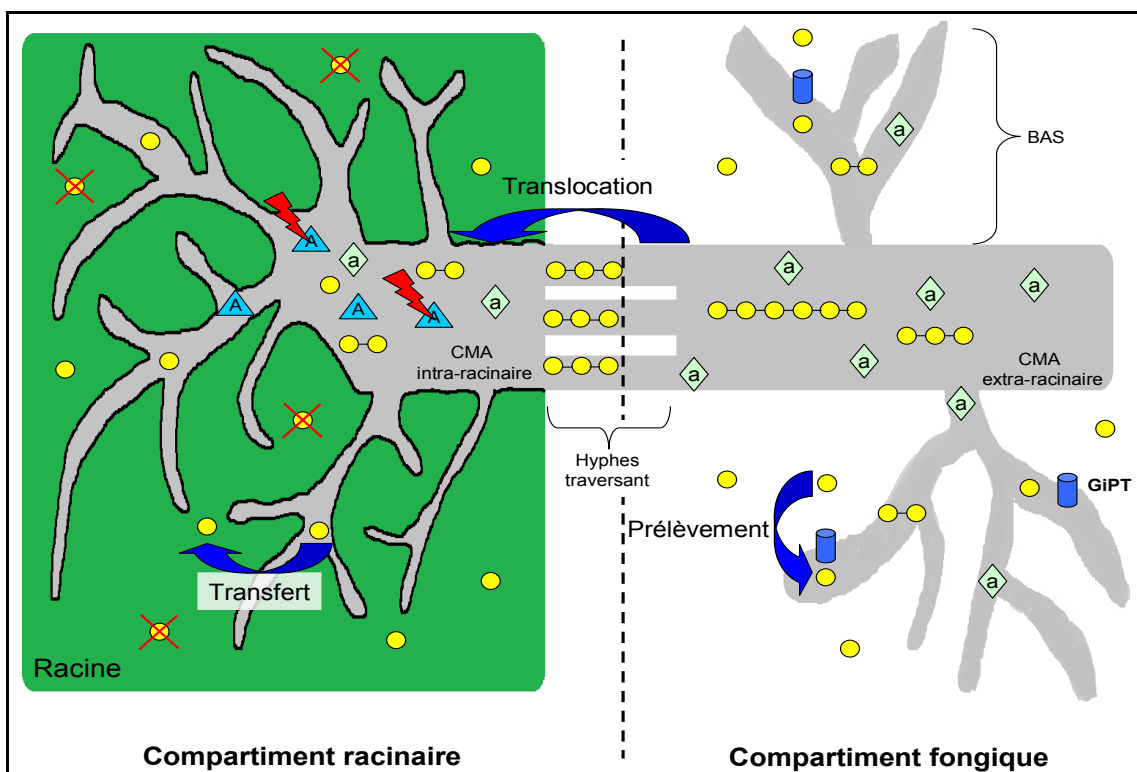 BAS
a
Translocation
A
a
a
a
a
a
A
A
A
CMA
intra-racinaire
a
a
CMA
extra-racinaire
a
Hyphes
traversant
GiPT
Prélèvement
a
Transfert
Racine
Compartiment racinaire
Compartiment fongique